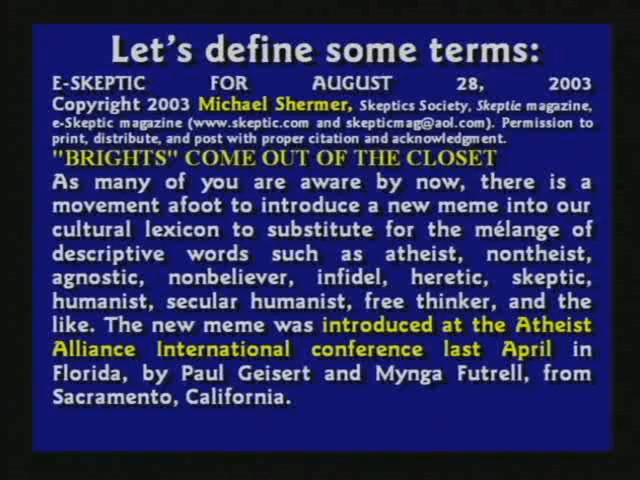 Let's define some terms:
E-SKEPTIC FOR AUGUST 28, 2003
Copyright 2003 Michael Shermer, Skeptics Society, Skeptic magazine,
e-Skeptic magazine (www.skeptic.com and skepticmag@aol.com). Permission to
print, distribute, and post with proper citation and acknowledgment.
"BRIGHTS" COME OUT OF THE CLOSET
As many of you are aware by now, there is a
movement afoot to introduce a new meme into our
cultural lexicon to substitute for the mélange of
descriptive words such as atheist, nontheist,
agnostic, nonbeliever, infidel, heretic, skeptic,
humanist, secular humanist, free thinker, and the
like. The new meme was introduced at the Atheist
Alliance International conference last April in
Florida, by Paul Geisert and Mynga Futrell, from
Sacramento, California.